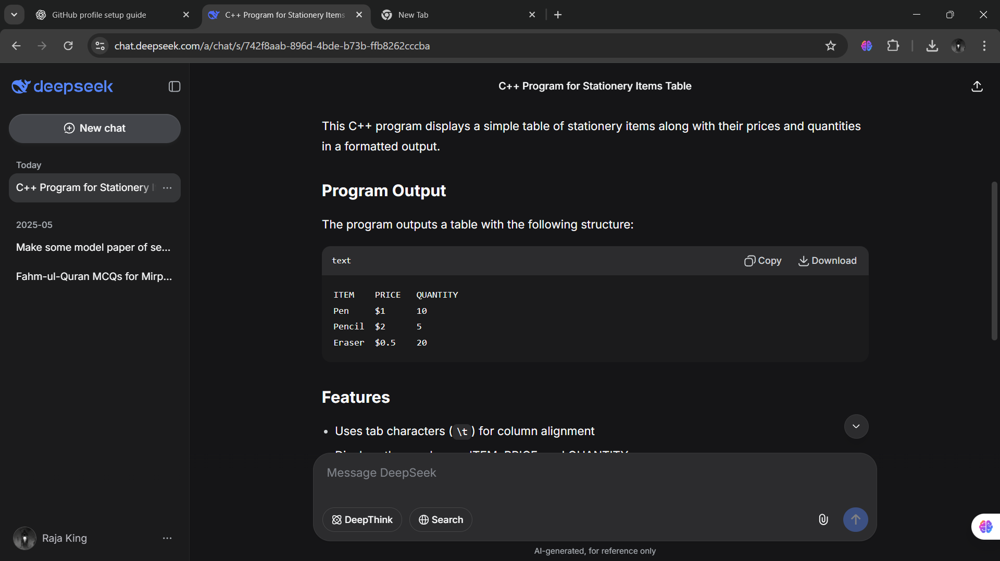 GitHub profile setup guide
C++ Program for Stationery Items
New Tab
chat.deepseek.com/a/chat/s/742f8aab-896d-4bde-b73b-ffb8262cccba
deepseek
New chat
Today
C++ Program for Stationery
2025-05
Make some model paper of se...
Fahm-ul-Quran MCQs for Mirp...
Raja King
C++ Program for Stationery Items Table
This C++ program displays a simple table of stationery items along with their prices and quantities
in a formatted output.
Program Output
The program outputs a table with the following structure:
text
Copy
Download
ITEM PRICE QUANTITY
Pen $1 10
Pencil $2 5
Eraser $0.5 20
Features
• Uses tab characters (\t) for column alignment
Message DeepSeek
DeepThink
Search
AI-generated, for reference only